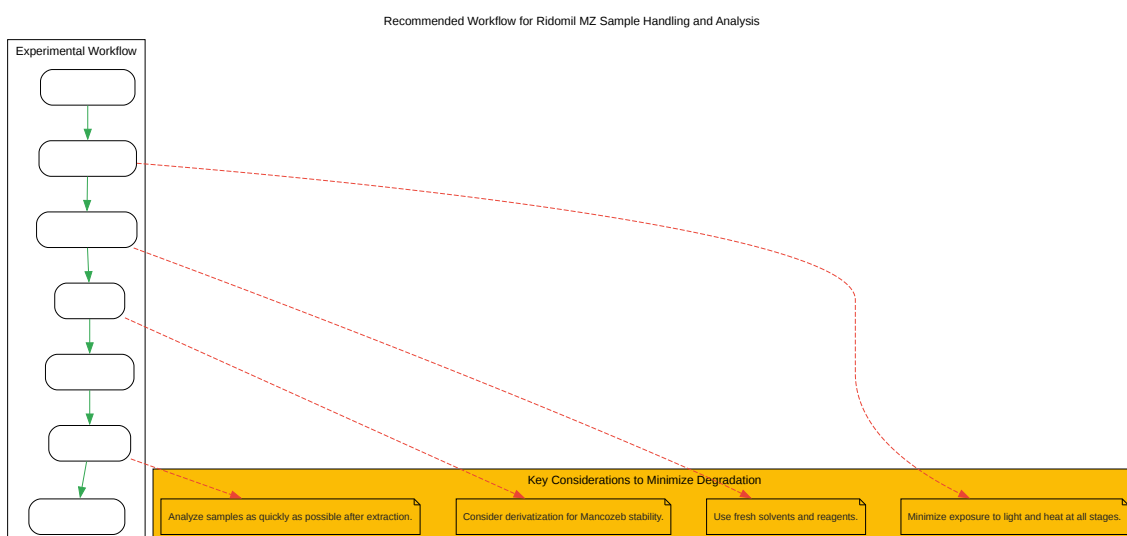 Recommended Workflow for Ridomil MZ Sample Handling and Analysis
Experimental Workflow
Key Considerations to Minimize Degradation
Analyze samples as quickly as possible after extraction.
Consider derivatization for Mancozeb stability.
Use fresh solvents and reagents.
Minimize exposure to light and heat at all stages.